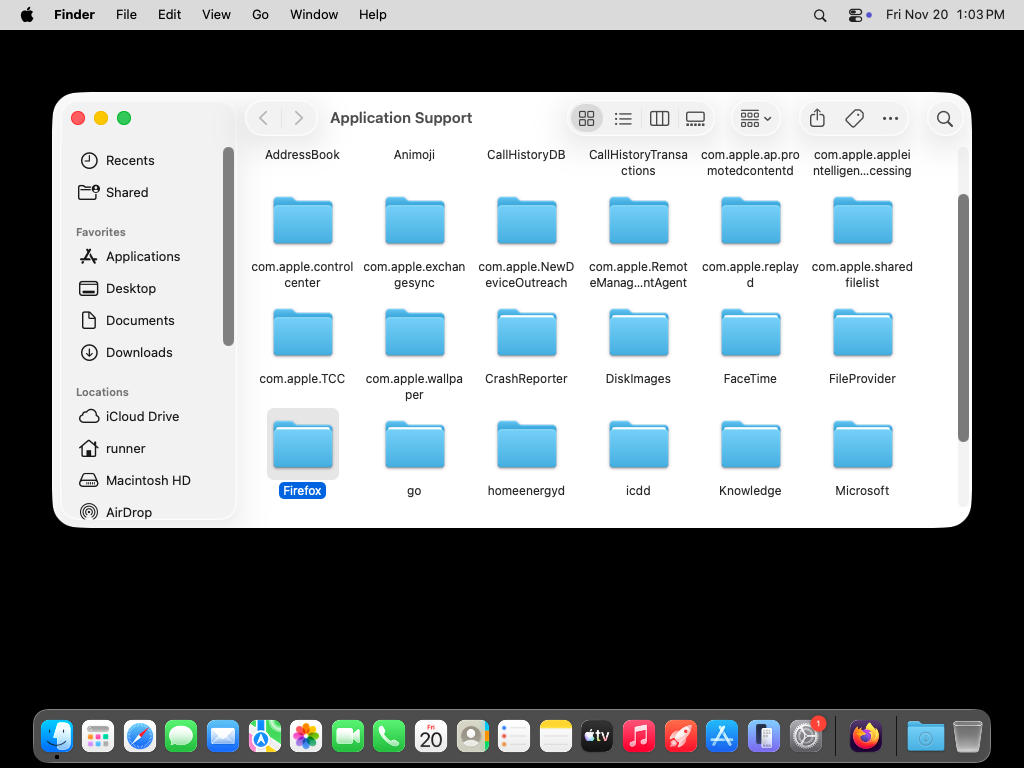 Finder File Edit View Go Window Help Fri Nov 20 1:03 PM
Application Support
Recents
Shared
Favorites
Applications
Desktop
Documents
Downloads
Locations
iCloud Drive
runner
Macintosh HD
AirDrop
AddressBook Animoji CallHistoryDB CallHistoryTransa com.apple.ap.pro com.apple.applei
ctions motedcontentd ntelligen...cessing
com.apple.control com.apple.exchan com.apple.NewD com.apple.Remot com.apple.replay com.apple.shared
center gesync eviceOutreach eManag...ntAgent d filelist
com.apple.TCC com.apple.wallpa CrashReporter DiskImages FaceTime FileProvider
per
Firefox go homeenergyd icdd Knowledge Microsoft
Fri
20
tv
1